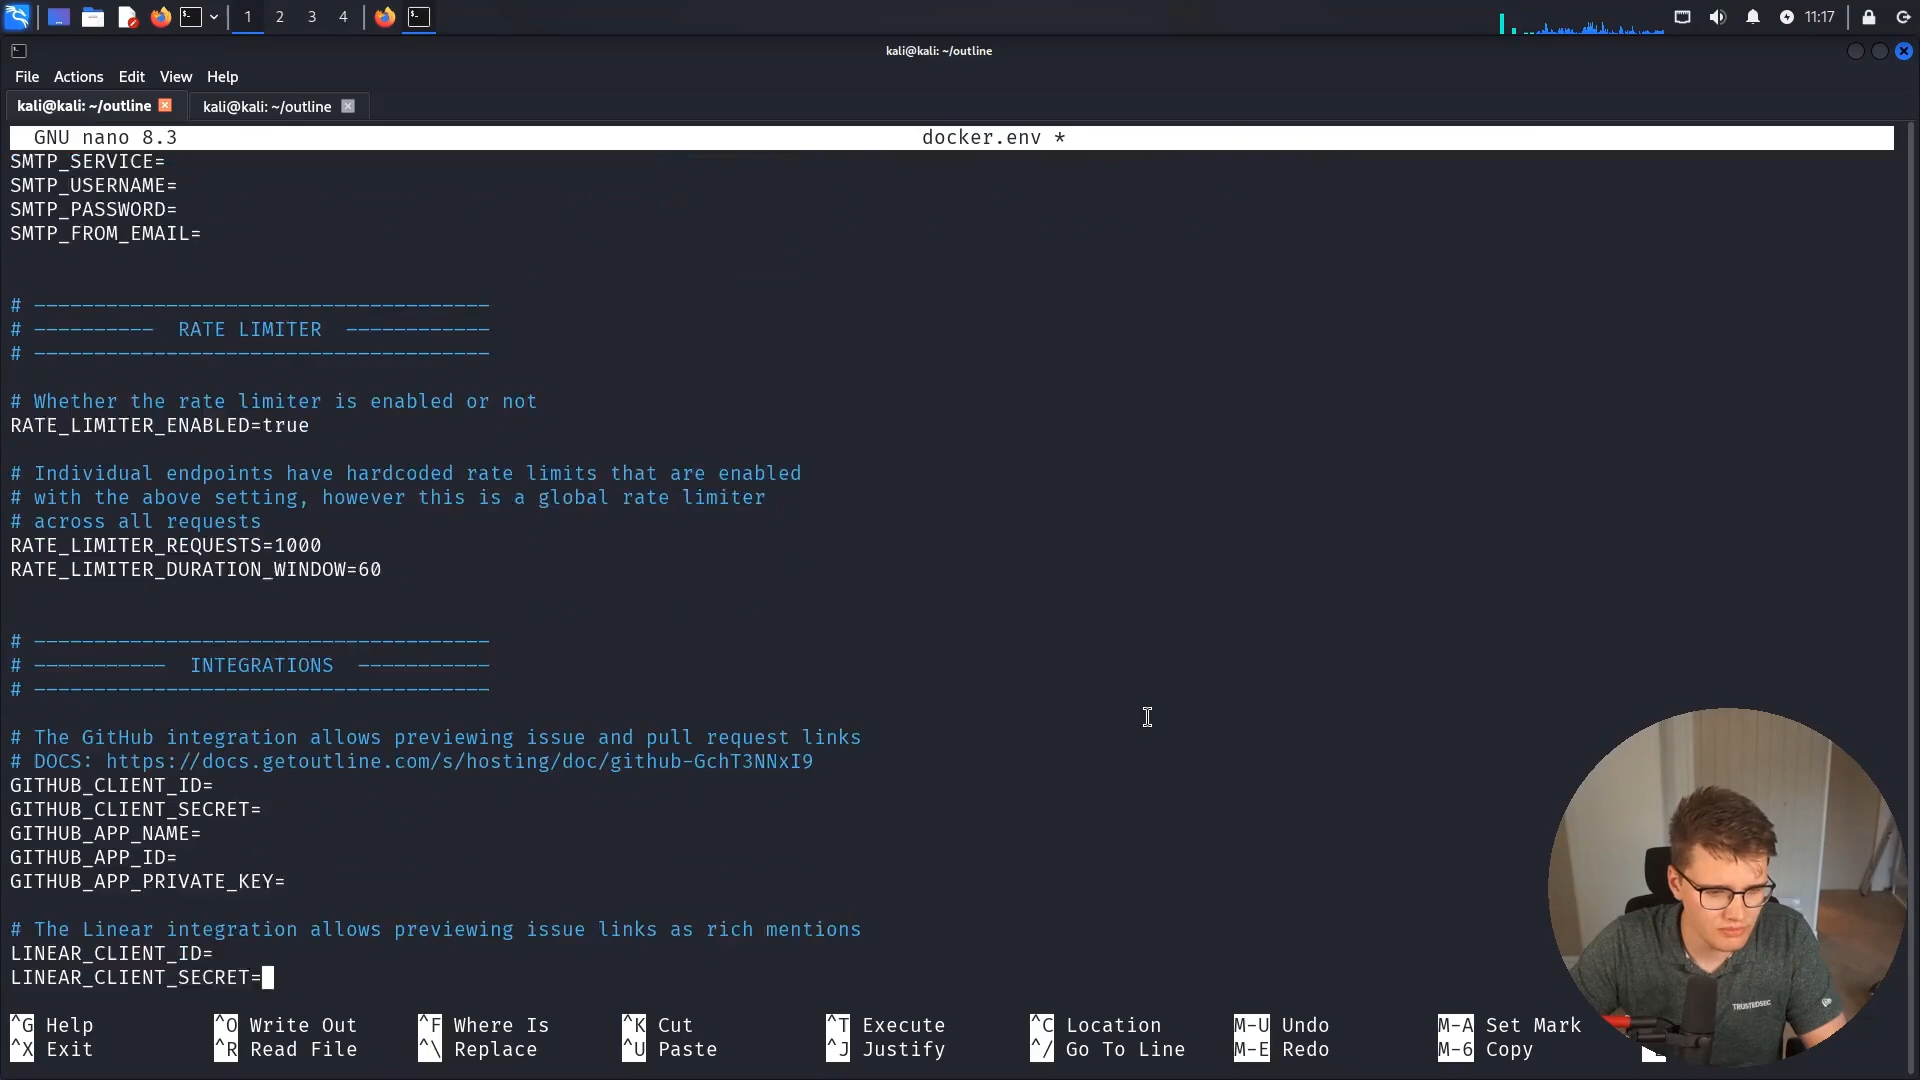 1 2 3 4
11:17
kali@kali: ~/outline
File Actions Edit View Help
kali@kali: ~/outline
kali@kali: ~/outline
GNU nano 8.3 docker.env *
SMTP_SERVICE=
SMTP_USERNAME=
SMTP_PASSWORD=
SMTP_FROM_EMAIL=
# --------------------------------------
# ---------- RATE LIMITER ------------
# --------------------------------------
# Whether the rate limiter is enabled or not
RATE_LIMITER_ENABLED=true
# Individual endpoints have hardcoded rate limits that are enabled
# with the above setting, however this is a global rate limiter
# across all requests
RATE_LIMITER_REQUESTS=1000
RATE_LIMITER_DURATION_WINDOW=60
# --------------------------------------
# ----------- INTEGRATIONS -----------
# --------------------------------------
# The GitHub integration allows previewing issue and pull request links
# DOCS: https://docs.getoutline.com/s/hosting/doc/github-GchT3NNxI9
GITHUB_CLIENT_ID=
GITHUB_CLIENT_SECRET=
GITHUB_APP_NAME=
GITHUB_APP_ID=
GITHUB_APP_PRIVATE_KEY=
# The Linear integration allows previewing issue links as rich mentions
LINEAR_CLIENT_ID=
LINEAR_CLIENT_SECRET=
^G Help ^O Write Out ^F Where Is ^K Cut ^T Execute ^C Location M-U Undo M-A Set Mark
^X Exit ^R Read File ^\ Replace ^U Paste ^J Justify ^/ Go To Line M-E Redo M-6 Copy
TRUSTEDSEC